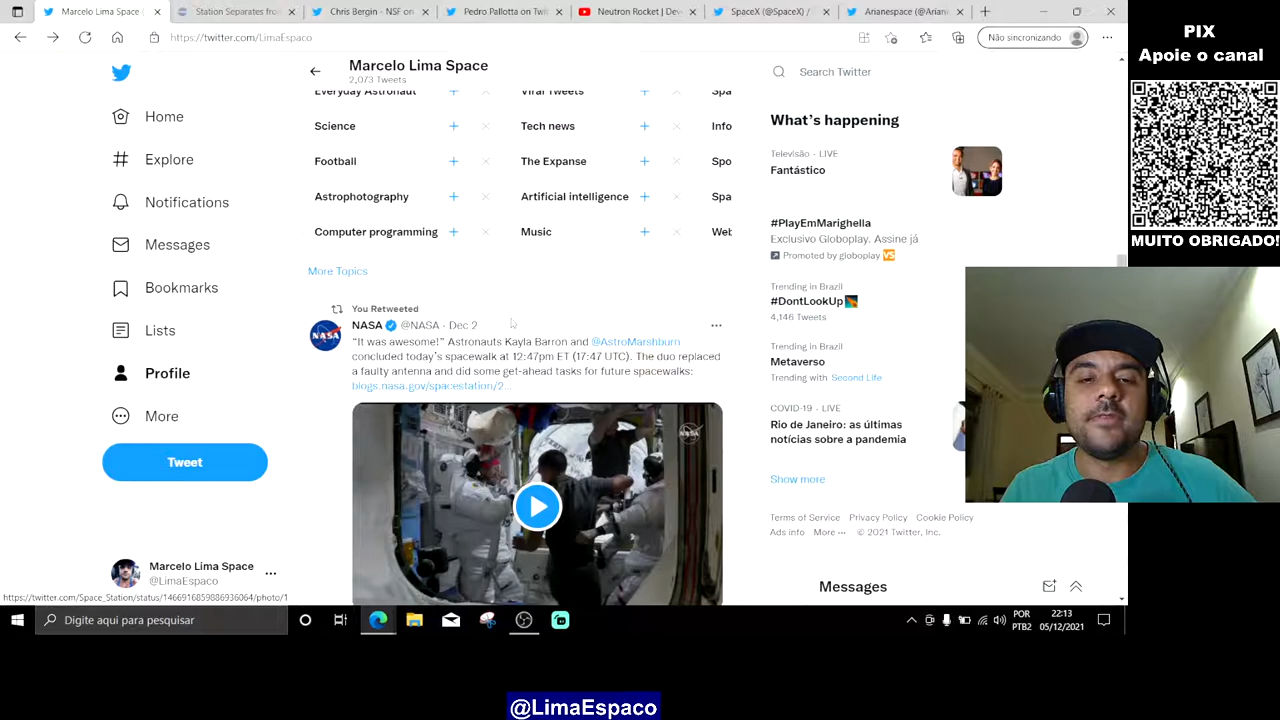 Marcelo Lima Space (
Station Separates fro
Chris Bergin - NSF on
Pedro Pallotta on Twit
Neutron Rocket | Dev
SpaceX (@SpaceX) /
Arianespace (@Ariane
https://twitter.com/LimaEspaco
Não sincronizando
PIX
Apoie o canal
MUITO OBRIGADO!
Home
Explore
Notifications
Messages
Bookmarks
Lists
Profile
More
Tweet
Marcelo Lima Space
@LimaEspaco
Marcelo Lima Space
2,073 Tweets
Everyday Astronaut
Viral Tweets
Spa
Science
Tech news
Info
Football
The Expanse
Spo
Astrophotography
Artificial intelligence
Spa
Computer programming
Music
Web
More Topics
You Retweeted
NASA @NASA · Dec 2
“It was awesome!” Astronauts Kayla Barron and @AstroMarshburn
concluded today’s spacewalk at 12:47pm ET (17:47 UTC). The duo replaced
a faulty antenna and did some get-ahead tasks for future spacewalks:
blogs.nasa.gov/spacestation/2...
NASA
NASA
Search Twitter
What’s happening
Televisão · LIVE
Fantástico
#PlayEmMarighella
Exclusivo Globoplay. Assine já
Promoted by globoplay VS
Trending in Brazil
#DontLookUp
4,146 Tweets
Trending in Brazil
Metaverso
Trending with Second Life
COVID-19 · LIVE
Rio de Janeiro: as últimas
notícias sobre a pandemia
Show more
Terms of Service Privacy Policy Cookie Policy
Ads info More ··· © 2021 Twitter, Inc.
Messages
https://twitter.com/Space_Station/status/1466916859886936064/photo/1
Digite aqui para pesquisar
POR
PTB2
22:13
05/12/2021
@LimaEspaco